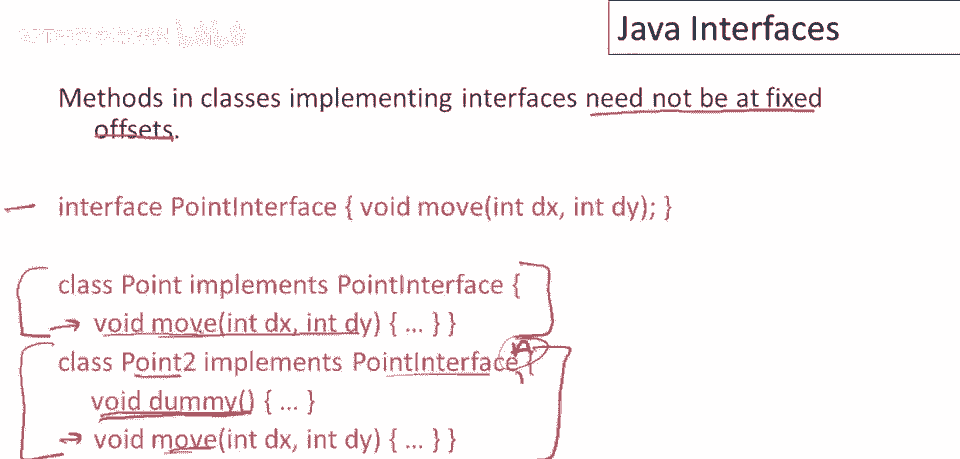 Java Interfaces
Methods in classes implementing interfaces need not be at fixed
offsets.
interface PointInterface { void move(int dx, int dy); }
class Point implements PointInterface {
void move(int dx, int dy) { ... } }
class Point2 implements PointInterface {
A
void dummy() { ... }
void move(int dx, int dy) { ... } }